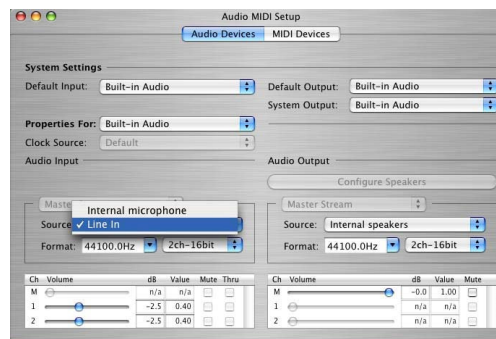 Audio MIDI Setup
Audio Devices MIDI Devices
System Settings
Default Input: Built-in Audio
Default Output: Built-in Audio
System Output: Built-in Audio
Properties For: Built-in Audio
Clock Source: Default
Audio Input
Audio Output
Configure Speakers
Maste
Master Stream
Internal microphone
Source ✓ Line In
Source: Internal speakers
Format: 44100.0Hz 2ch-16bit
Format: 44100.0Hz 2ch-16bit
Ch Volume dB Value Mute Thru
M n/a n/a
1 -2.5 0.40
2 -2.5 0.40
Ch Volume dB Value Mute
M -0.0 1.00
1 n/a n/a
2 n/a n/a